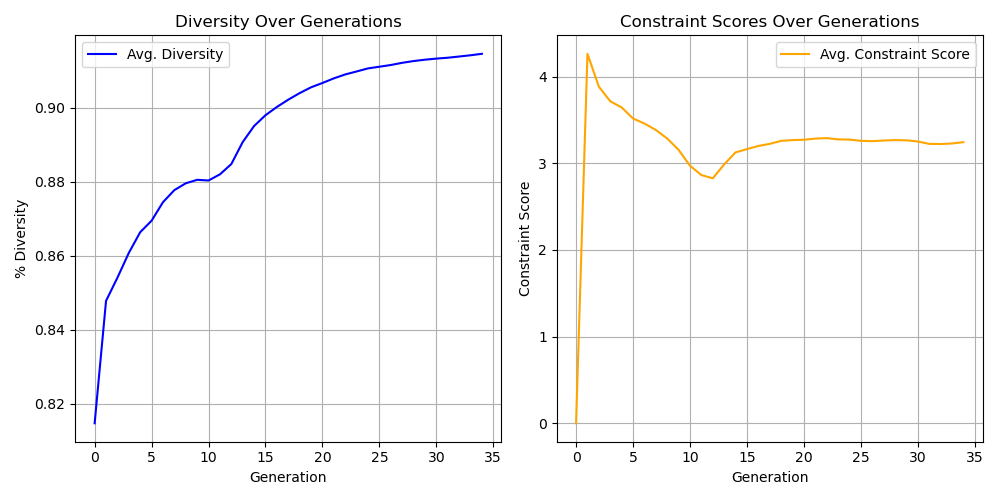 Diversity Over Generations
Avg. Diversity
% Diversity
0.90
0.88
0.86
0.84
0.82
0 5 10 15 20 25 30 35
Generation
Constraint Scores Over Generations
Avg. Constraint Score
Constraint Score
4
3
2
1
0
0 5 10 15 20 25 30 35
Generation